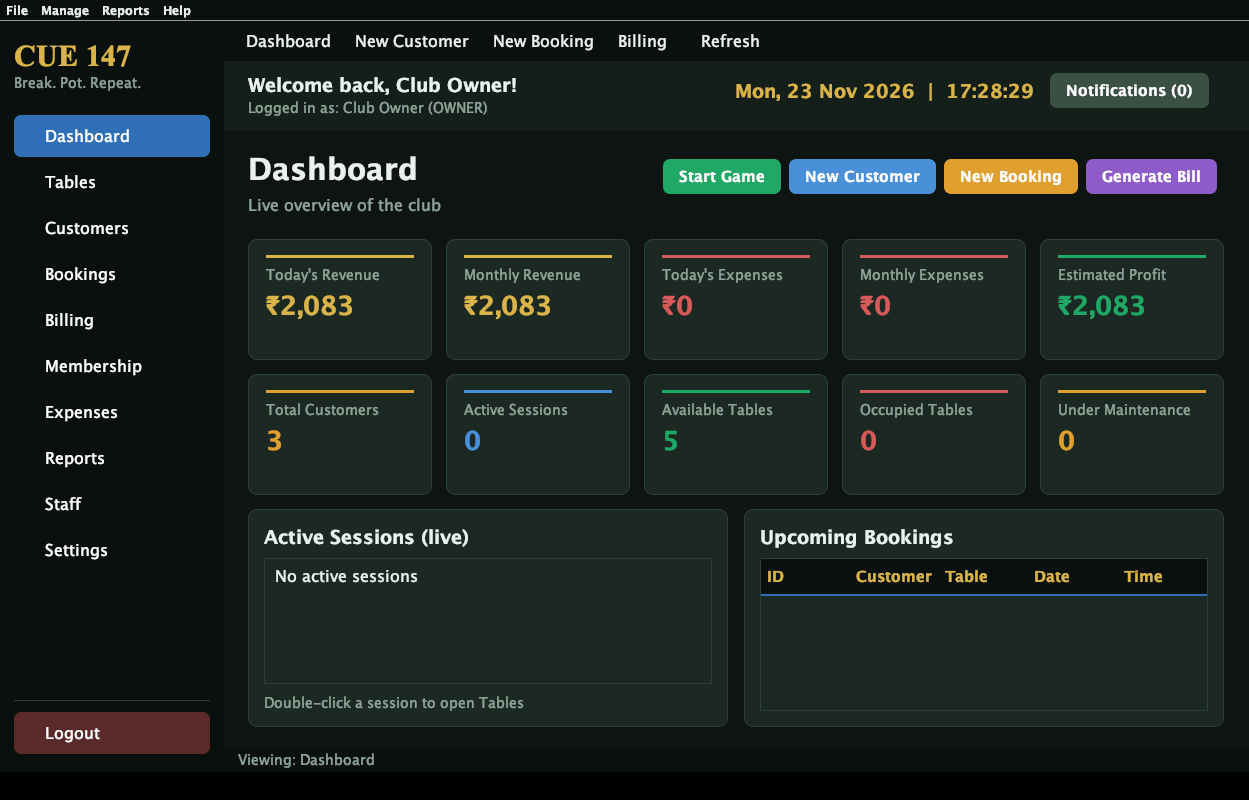 File Manage Reports Help
CUE 147
Break. Pot. Repeat.
Dashboard
Tables
Customers
Bookings
Billing
Membership
Expenses
Reports
Staff
Settings
Logout
Dashboard New Customer New Booking Billing Refresh
Welcome back, Club Owner!
Logged in as: Club Owner (OWNER)
Mon, 23 Nov 2026 | 17:28:29
Notifications (0)
Dashboard
Live overview of the club
Start Game New Customer New Booking Generate Bill
Today's Revenue
₹2,083
Monthly Revenue
₹2,083
Today's Expenses
₹0
Monthly Expenses
₹0
Estimated Profit
₹2,083
Total Customers
3
Active Sessions
0
Available Tables
5
Occupied Tables
0
Under Maintenance
0
Active Sessions (live)
No active sessions
Double-click a session to open Tables
Upcoming Bookings
ID Customer Table Date Time
Viewing: Dashboard